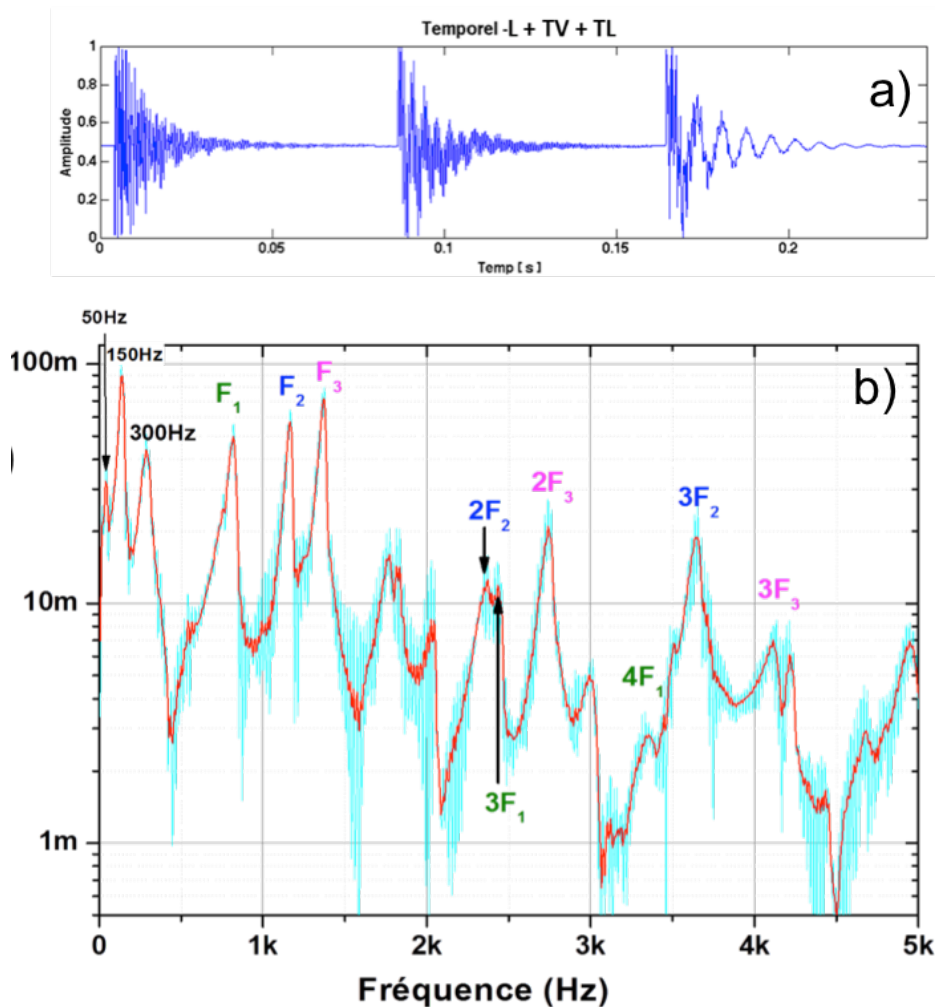 Temporel -L + TV + TL
a)
1
0.8
0.6
0.4
0.2
0
Amplitude
0
0.05
0.1
0.15
0.2
Temp [ s ]
50Hz
150Hz
300Hz
F1
F2
F3
b)
2F2
2F3
3F2
3F3
4F1
3F1
100m
10m
1m
0
1k
2k
3k
4k
5k
Fréquence (Hz)